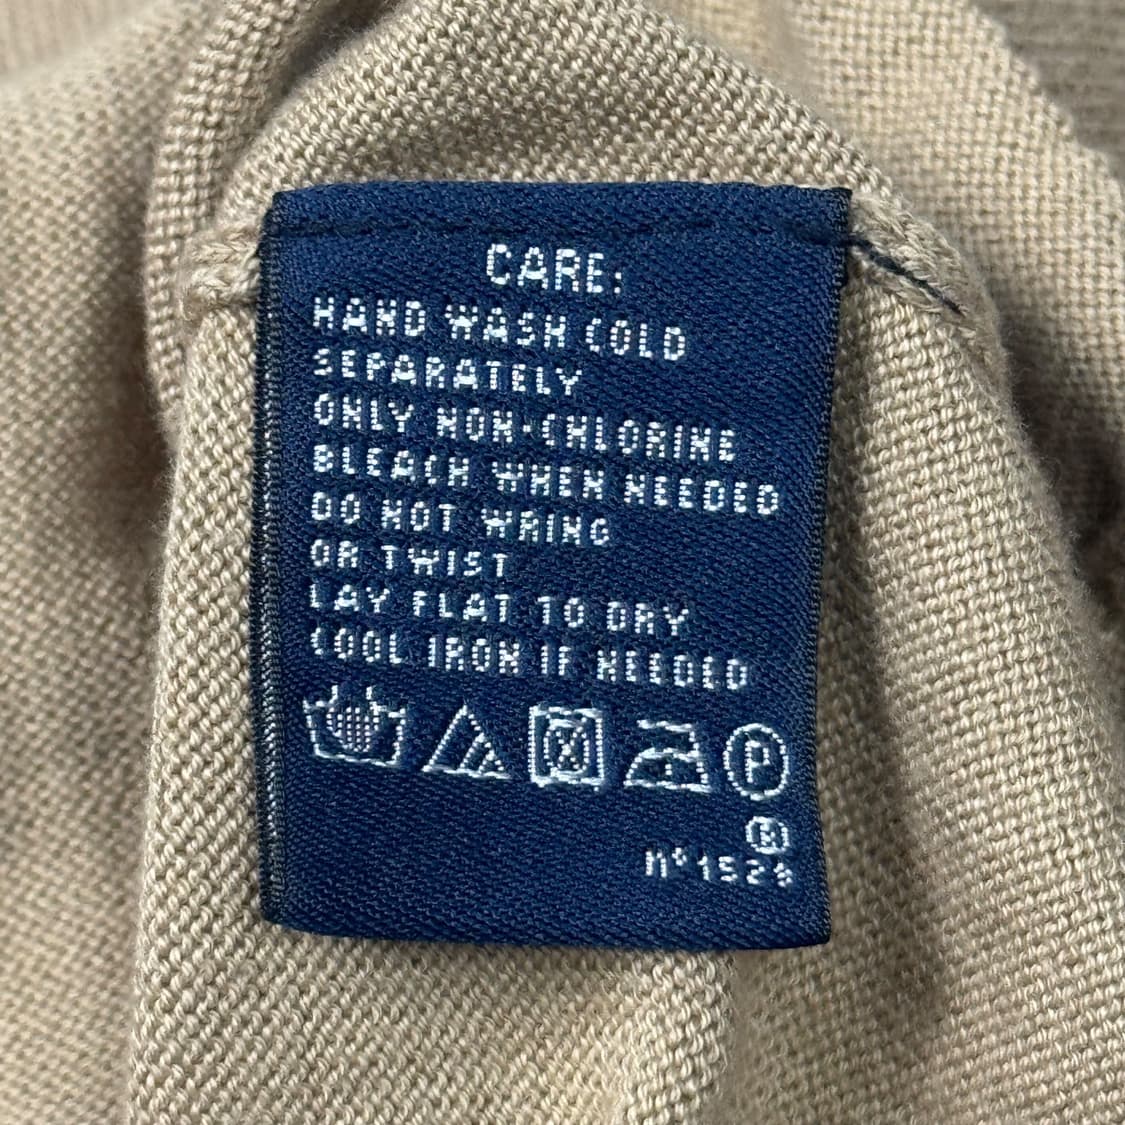 CARE:
HAND WASH COLD
SEPARATELY
ONLY NON-CHLORINE
BLEACH WHEN NEEDED
DO NOT WRING
OR TWIST
LAY FLAT TO DRY
COOL IRON IF NEEDED
P
®